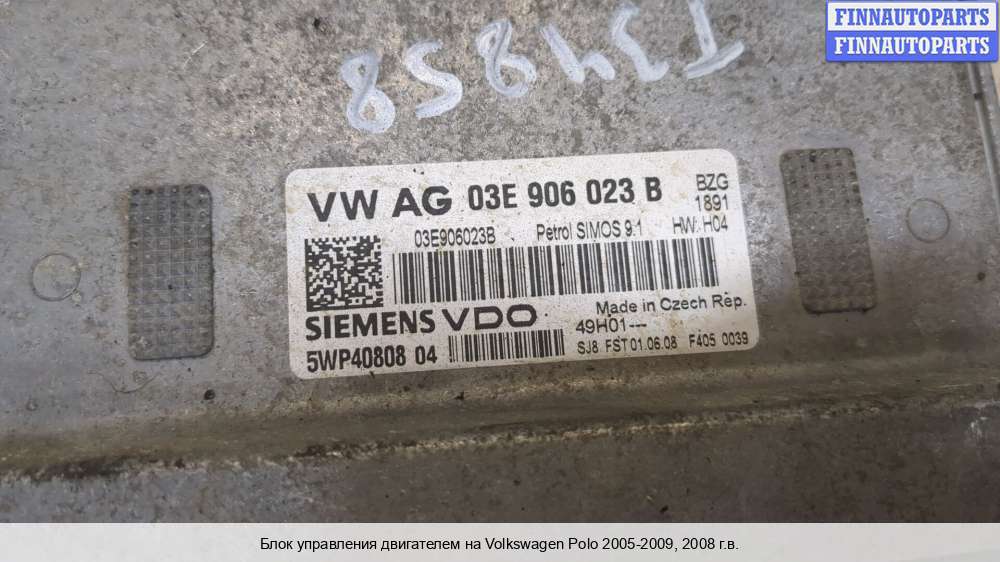 FINNAUTOPARTS
FINNAUTOPARTS
T34858
VW AG 03E 906 023 B
BZG
1891
03E906023B Petrol SIMOS 9.1 HW: H04
SIEMENS VDO
Made in Czech Rep.
49H01---
5WP40808 04
SJ8 FST 01.06.08 F405 0039
Блок управления двигателем на Volkswagen Polo 2005-2009, 2008 г.в.